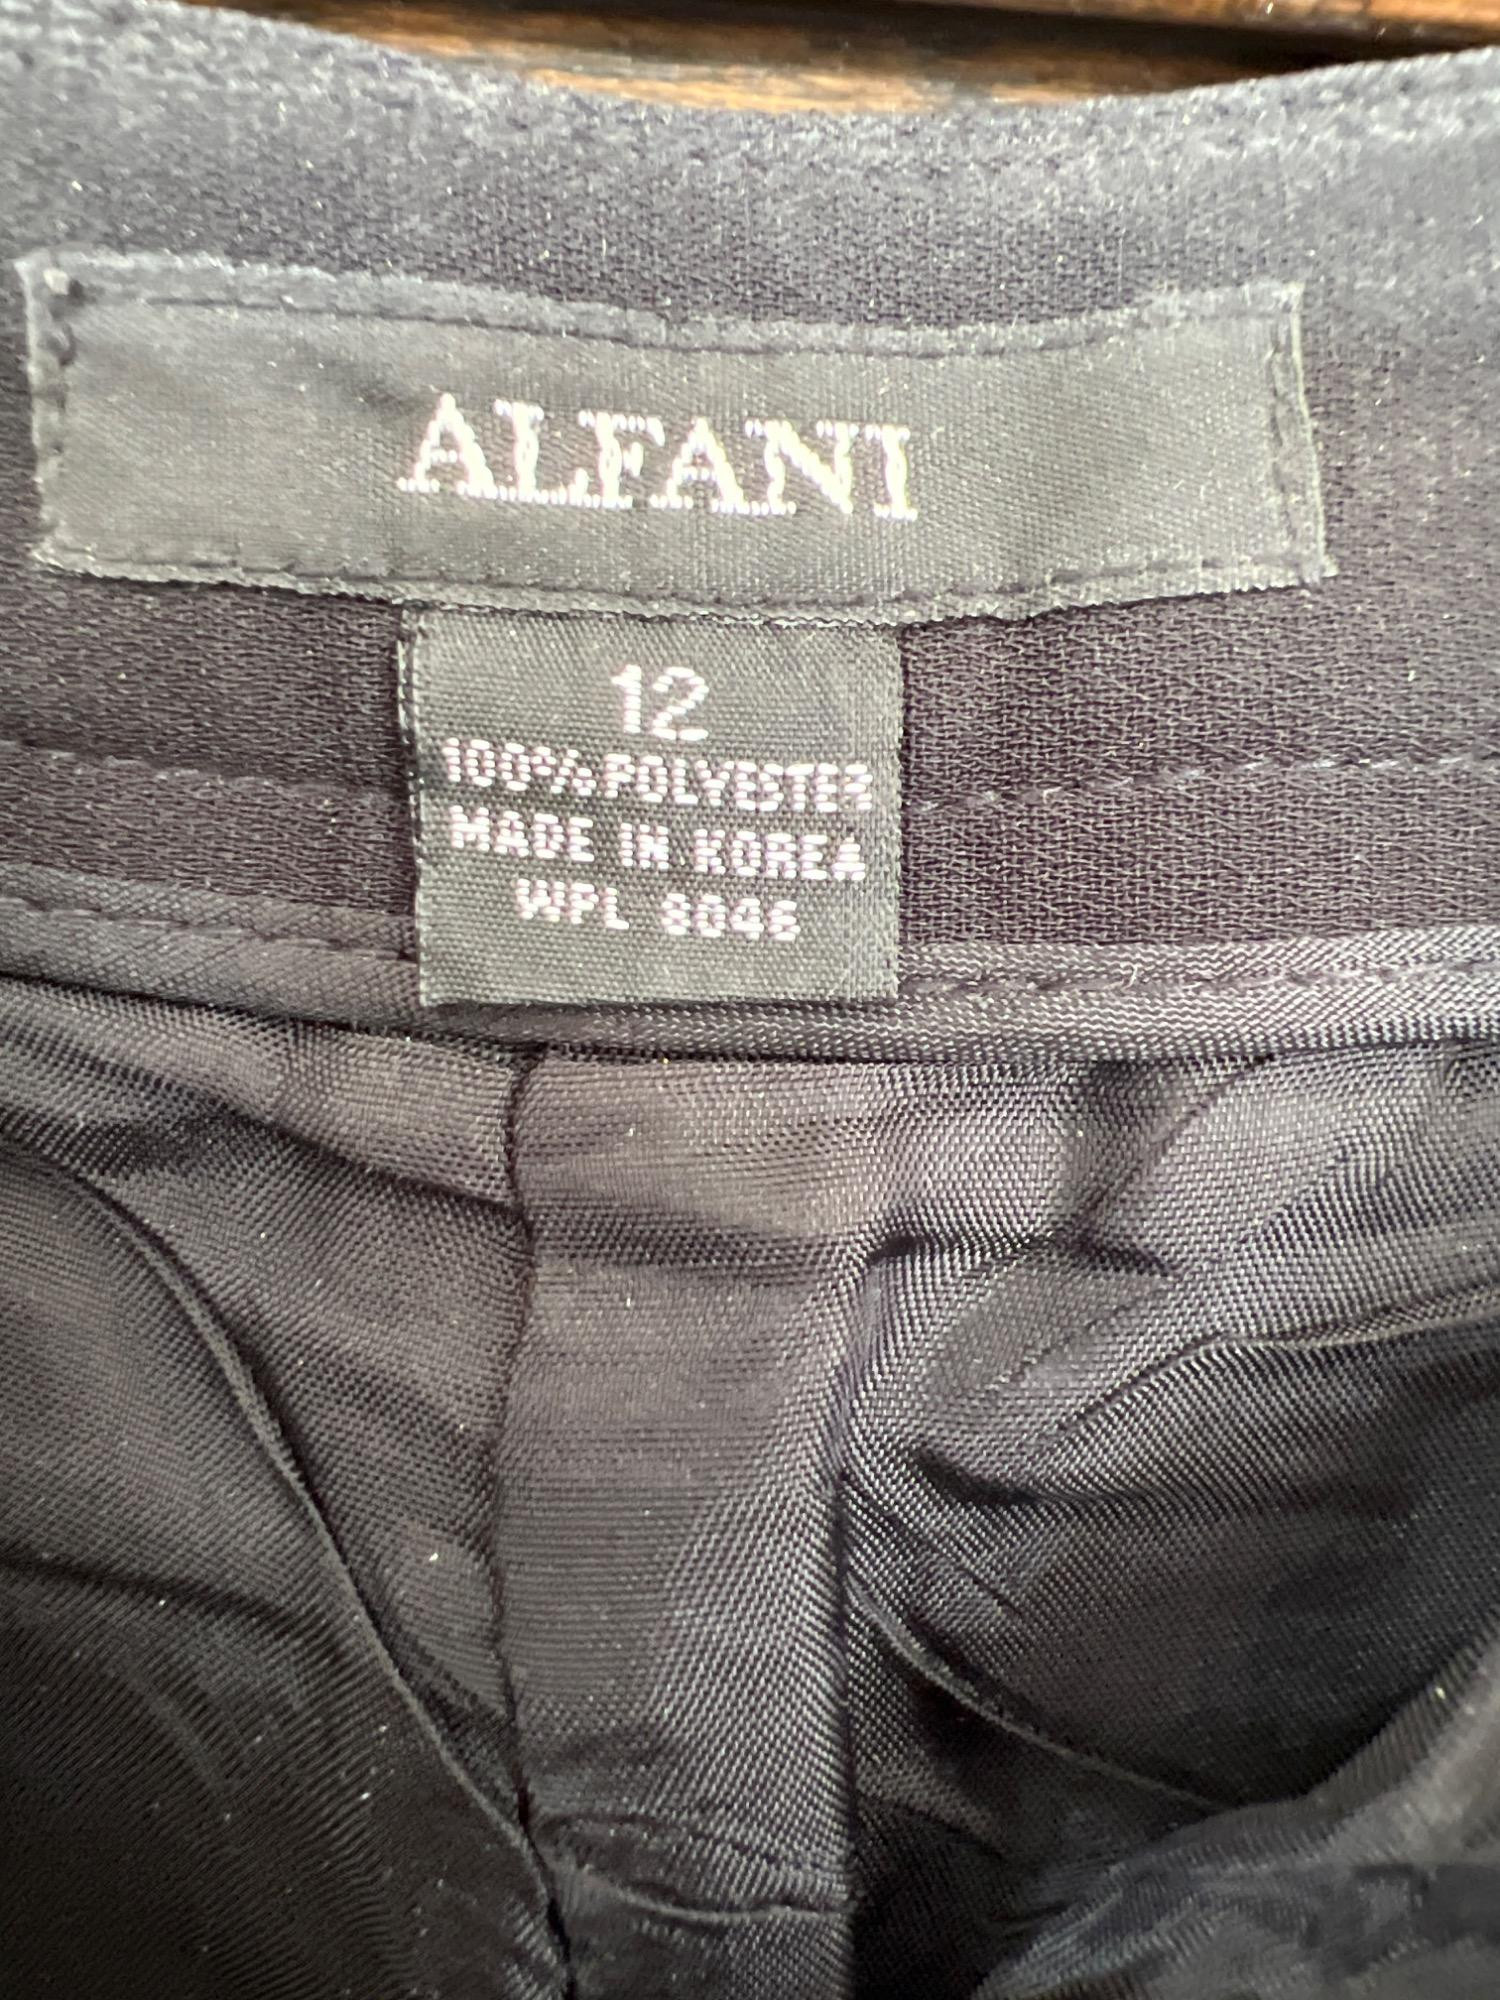 ALFANI
12
100% POLYESTER
MADE IN KOREA
WPL 8046